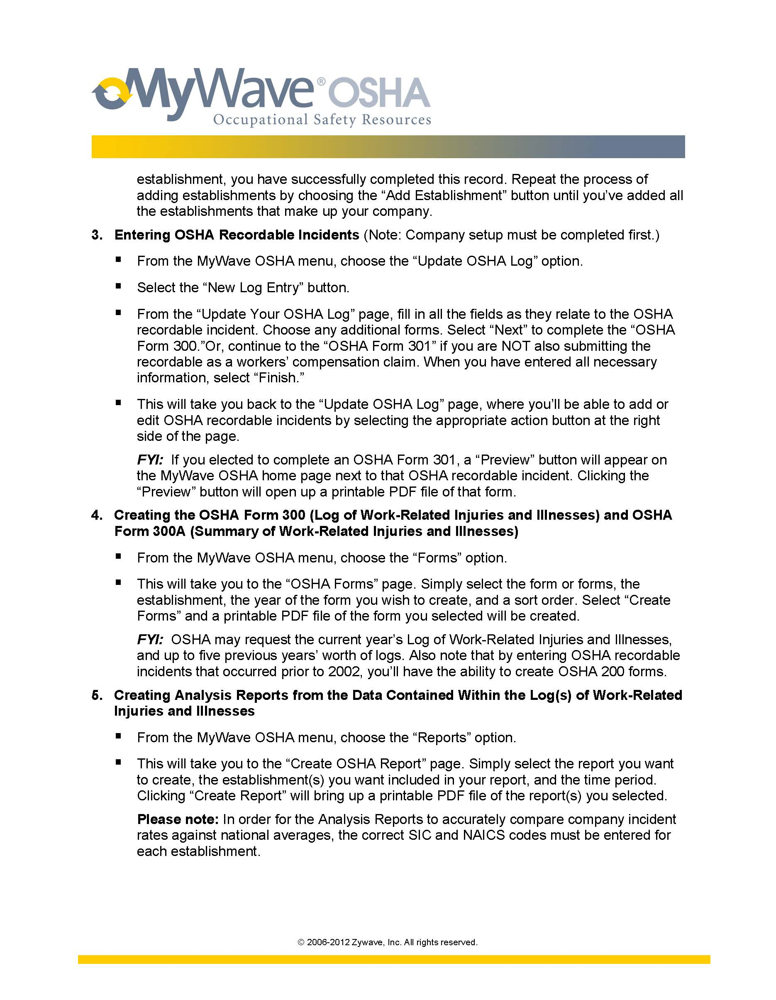 MyWave® OSHA
Occupational Safety Resources
establishment, you have successfully completed this record. Repeat the process of
adding establishments by choosing the “Add Establishment” button until you’ve added all
the establishments that make up your company.
3. Entering OSHA Recordable Incidents (Note: Company setup must be completed first.)
▪ From the MyWave OSHA menu, choose the “Update OSHA Log” option.
▪ Select the “New Log Entry” button.
▪ From the “Update Your OSHA Log” page, fill in all the fields as they relate to the OSHA
recordable incident. Choose any additional forms. Select “Next” to complete the “OSHA
Form 300.”Or, continue to the “OSHA Form 301” if you are NOT also submitting the
recordable as a workers’ compensation claim. When you have entered all necessary
information, select “Finish.”
▪ This will take you back to the “Update OSHA Log” page, where you’ll be able to add or
edit OSHA recordable incidents by selecting the appropriate action button at the right
side of the page.
FYI: If you elected to complete an OSHA Form 301, a “Preview” button will appear on
the MyWave OSHA home page next to that OSHA recordable incident. Clicking the
“Preview” button will open up a printable PDF file of that form.
4. Creating the OSHA Form 300 (Log of Work-Related Injuries and Illnesses) and OSHA
Form 300A (Summary of Work-Related Injuries and Illnesses)
▪ From the MyWave OSHA menu, choose the “Forms” option.
▪ This will take you to the “OSHA Forms” page. Simply select the form or forms, the
establishment, the year of the form you wish to create, and a sort order. Select “Create
Forms” and a printable PDF file of the form you selected will be created.
FYI: OSHA may request the current year’s Log of Work-Related Injuries and Illnesses,
and up to five previous years’ worth of logs. Also note that by entering OSHA recordable
incidents that occurred prior to 2002, you’ll have the ability to create OSHA 200 forms.
5. Creating Analysis Reports from the Data Contained Within the Log(s) of Work-Related
Injuries and Illnesses
▪ From the MyWave OSHA menu, choose the “Reports” option.
▪ This will take you to the “Create OSHA Report” page. Simply select the report you want
to create, the establishment(s) you want included in your report, and the time period.
Clicking “Create Report” will bring up a printable PDF file of the report(s) you selected.
Please note: In order for the Analysis Reports to accurately compare company incident
rates against national averages, the correct SIC and NAICS codes must be entered for
each establishment.
© 2006-2012 Zywave, Inc. All rights reserved.